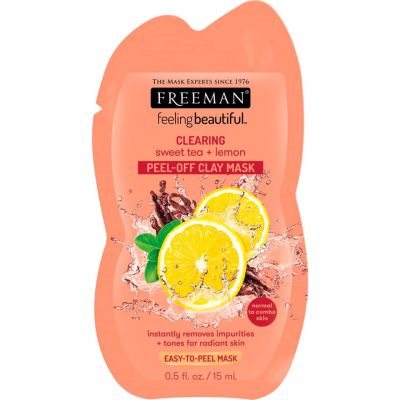 THE MASK EXPERTS SINCE 1976
FREEMAN®
feeling beautiful™
CLEARING
sweet tea + lemon
PEEL-OFF CLAY MASK
normal
to combo
skin
instantly removes impurities
+ tones for radiant skin
EASY-TO-PEEL MASK
0.5 fl. oz. / 15 mL